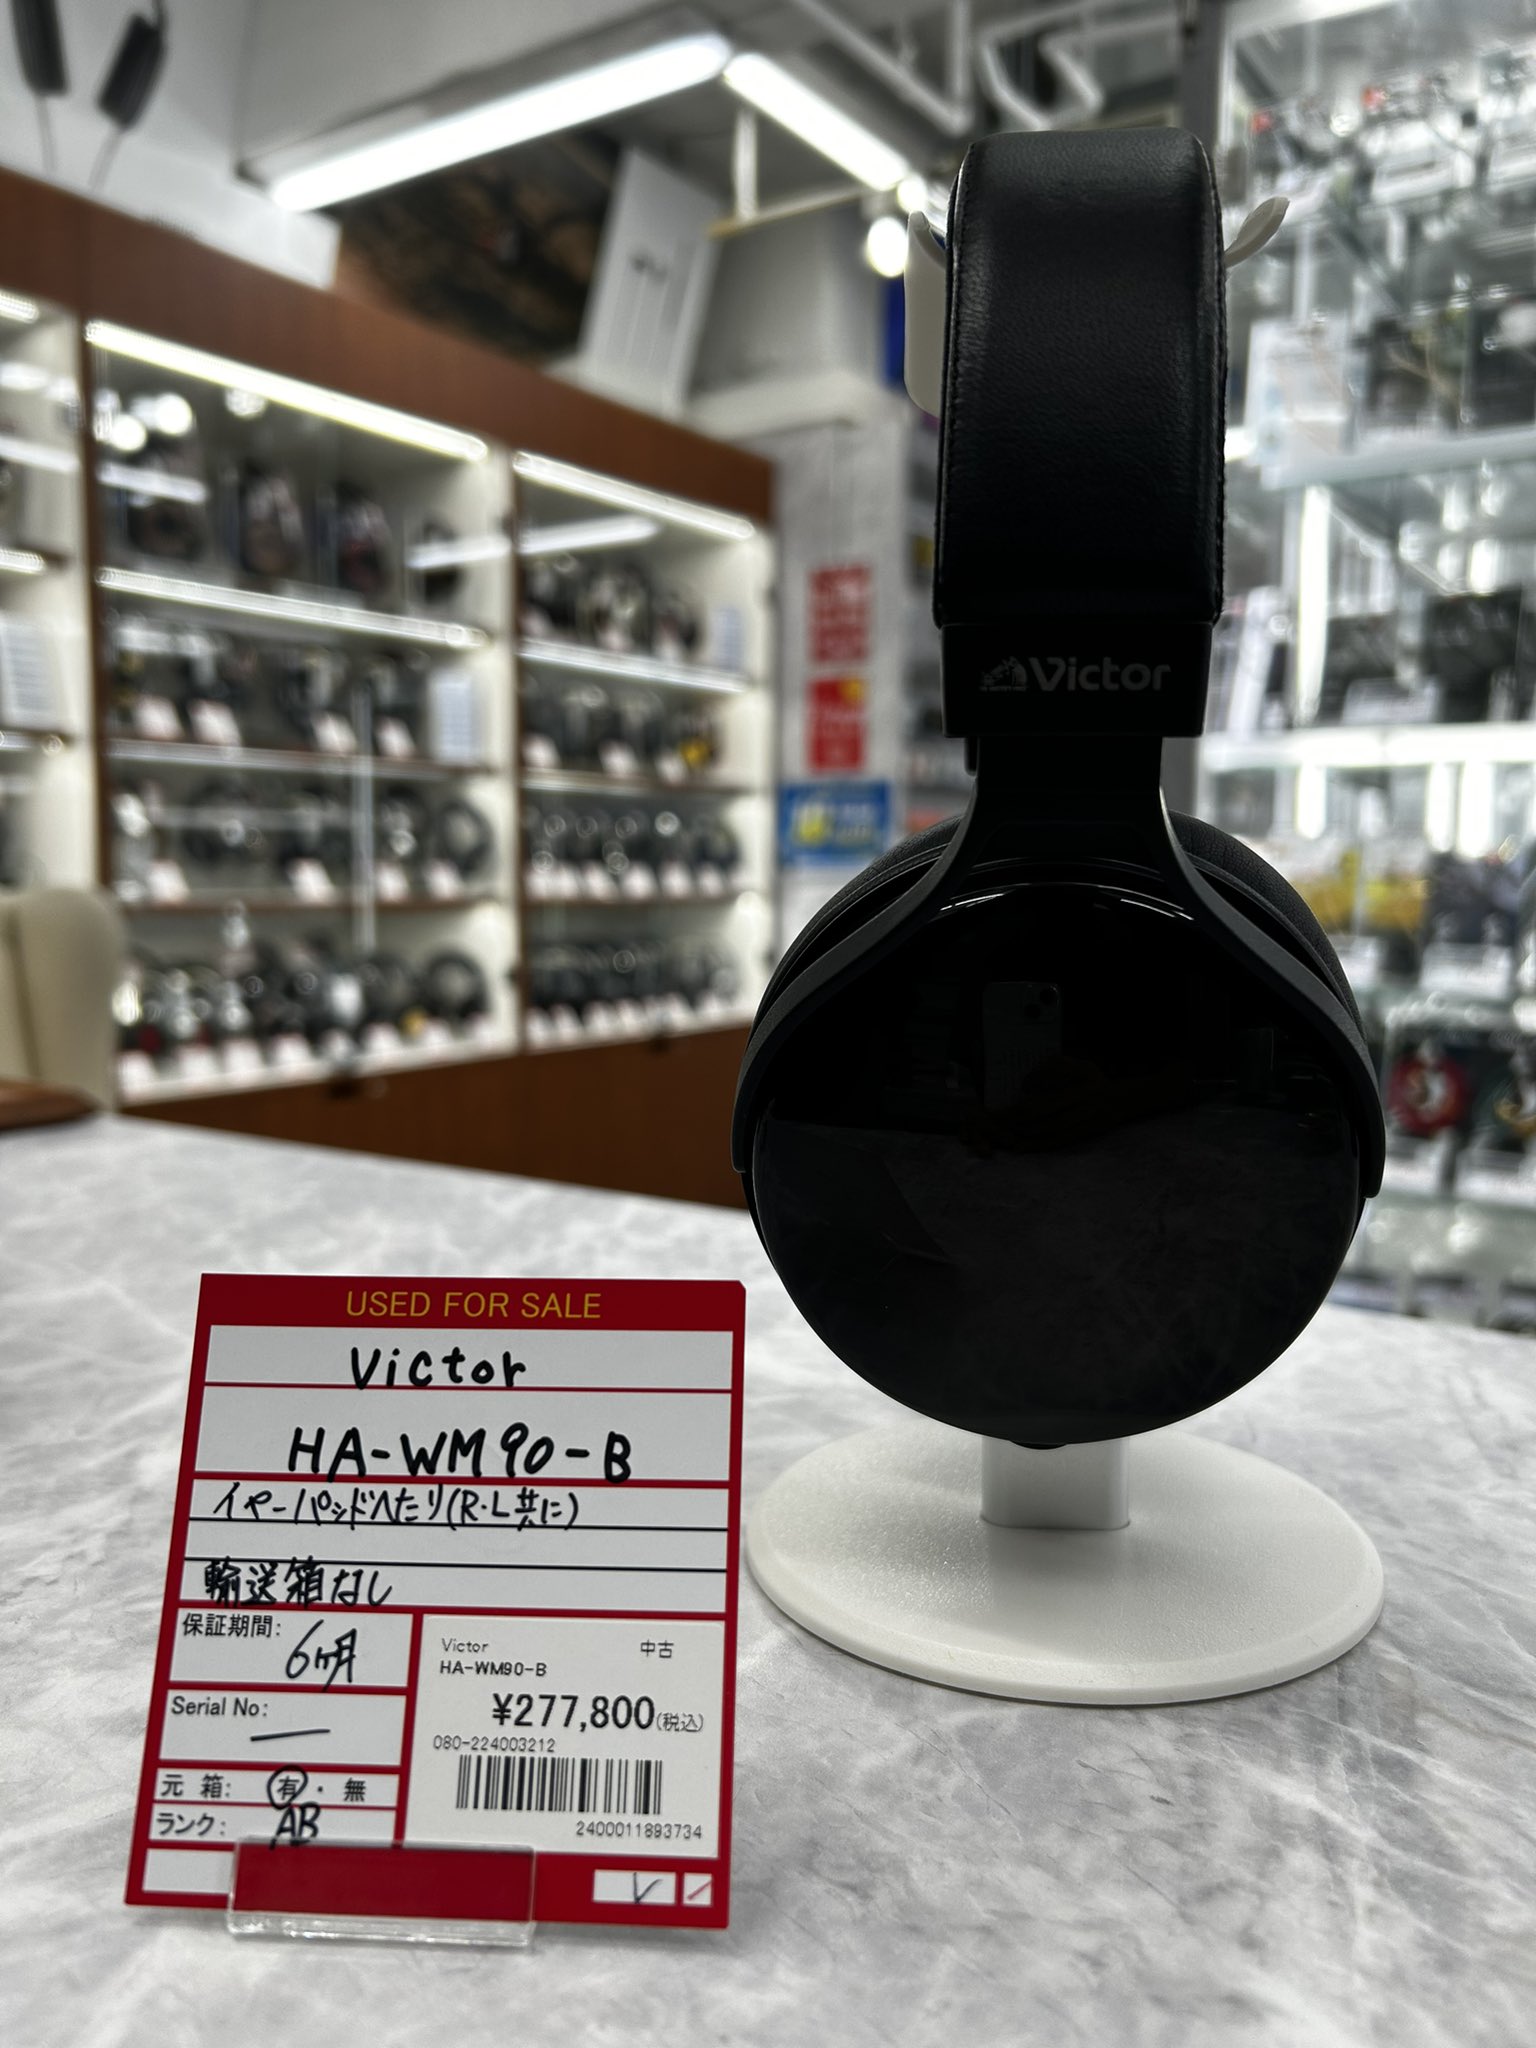 Victor
USED FOR SALE
Victor
HA-WM90-B
イヤーパッドへたり(R・L共に)
輸送箱なし
保証期間:
6ヶ月
Serial No:
—
元 箱: 有・無
ランク: AB
Victor 中古
HA-WM90-B
¥277,800(税込)
080-224003212
2400011893734